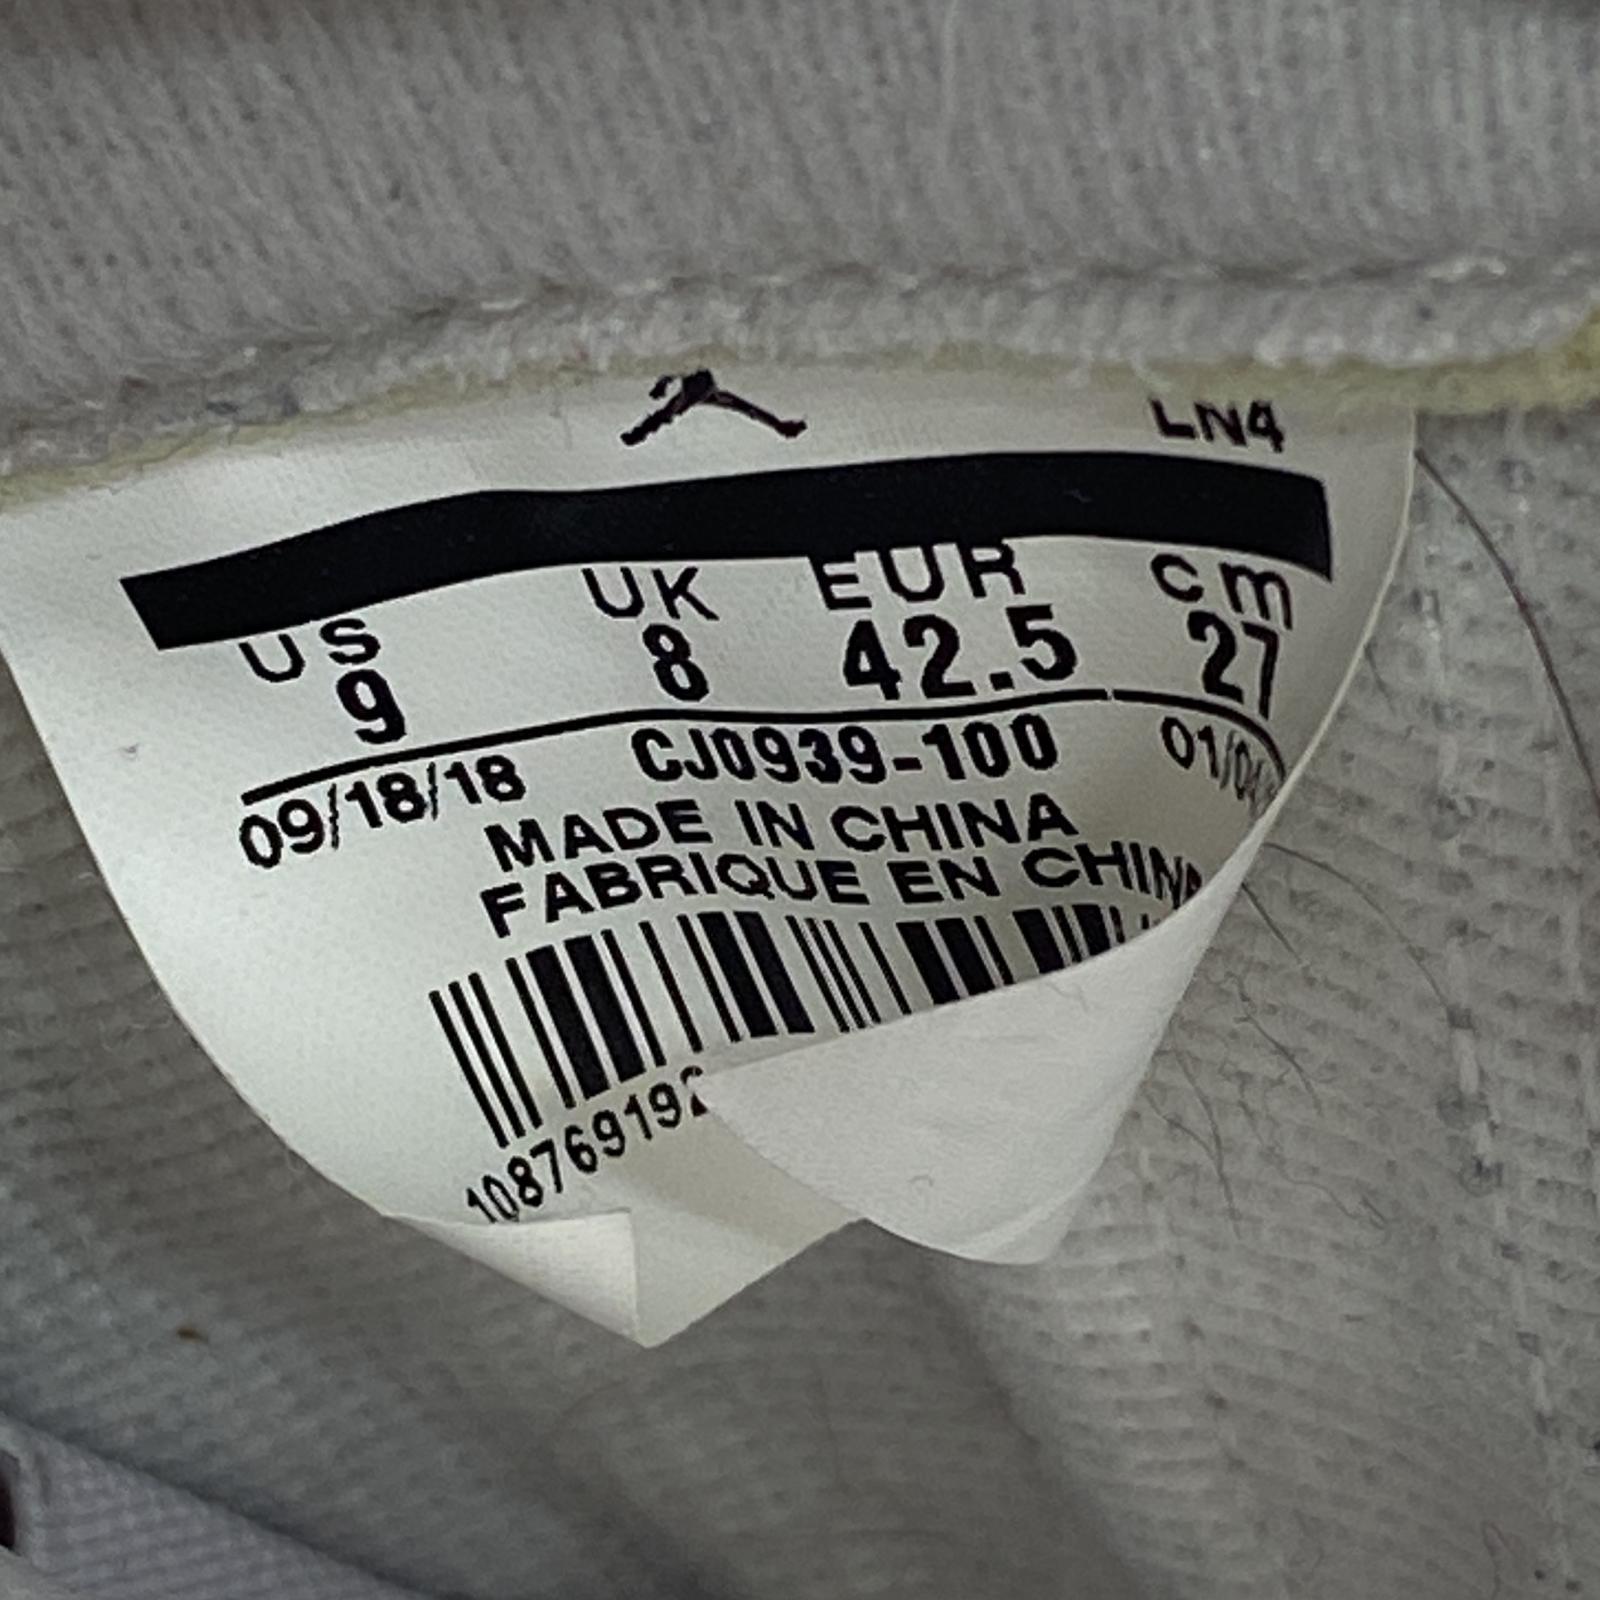 LN4
US UK EUR cm
9 8 42.5 27
09/18/18 CJ0939-100
MADE IN CHINA
FABRIQUE EN CHINA
108769192